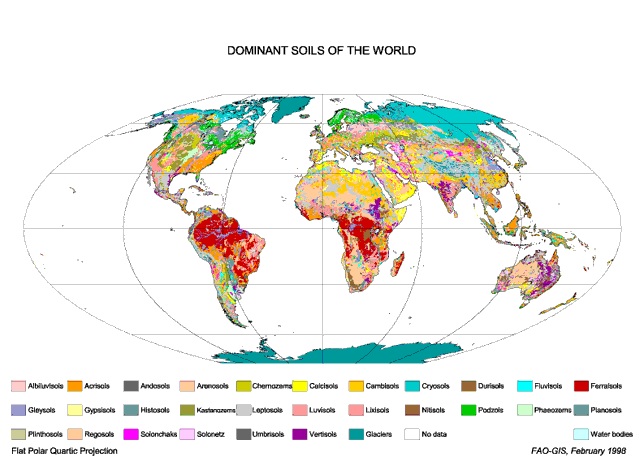 DOMINANT SOILS OF THE WORLD
Albiluvisols Acrisols Andosols Arenosols Chernozems Calcisols Cambisols Cryosols Durisols Fluvisols Ferralsols
Gleysols Gypsisols Histosols Kastanozems Leptosols Luvisols Lixisols Nitisols Podzols Phaeozems Planosols
Plinthosols Regosols Solonchaks Solonetz Umbrisols Vertisols Glaciers No data Water bodies
Flat Polar Quartic Projection FAO-GIS, February 1998